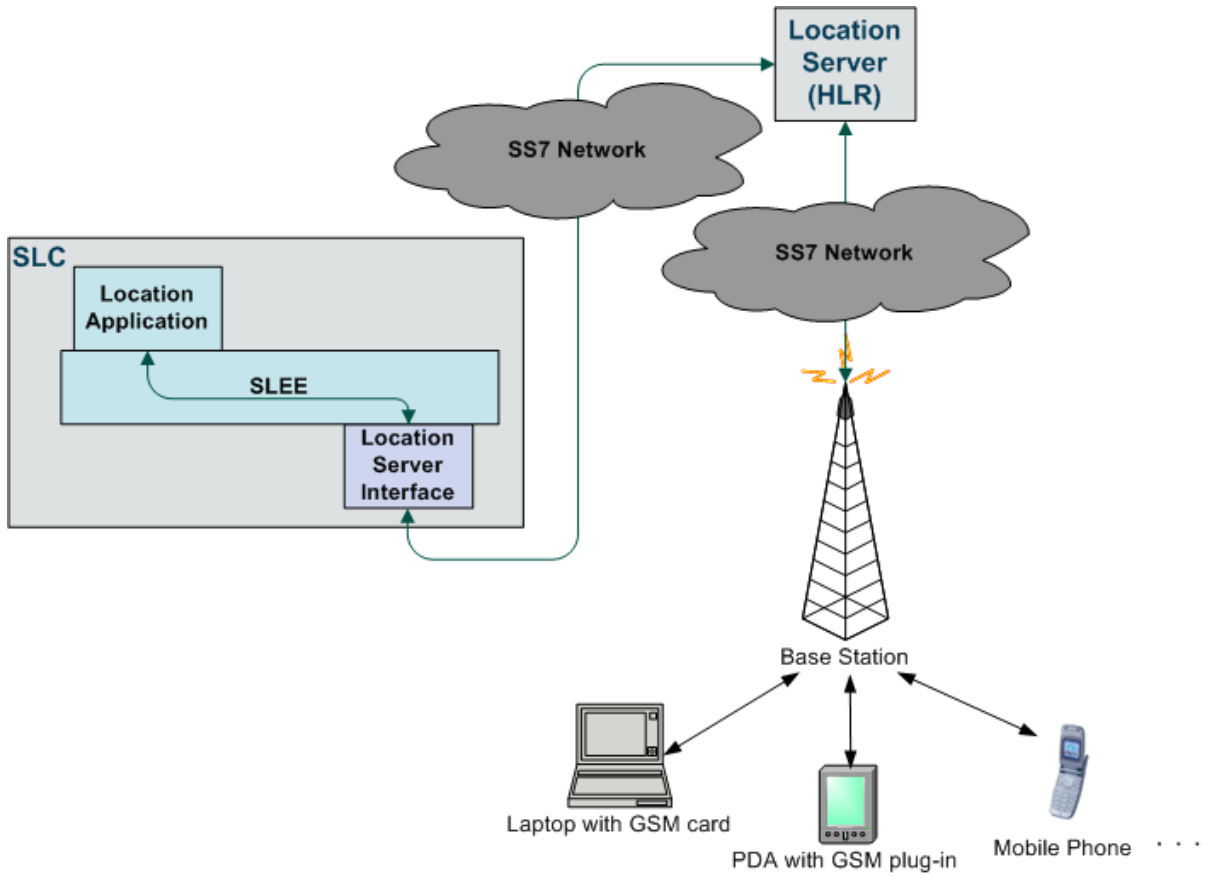 Location
Server
(HLR)
SS7 Network
SS7 Network
SLC
Location
Application
SLEE
Location
Server
Interface
Base Station
Laptop with GSM card
PDA with GSM plug-in
Mobile Phone . . .